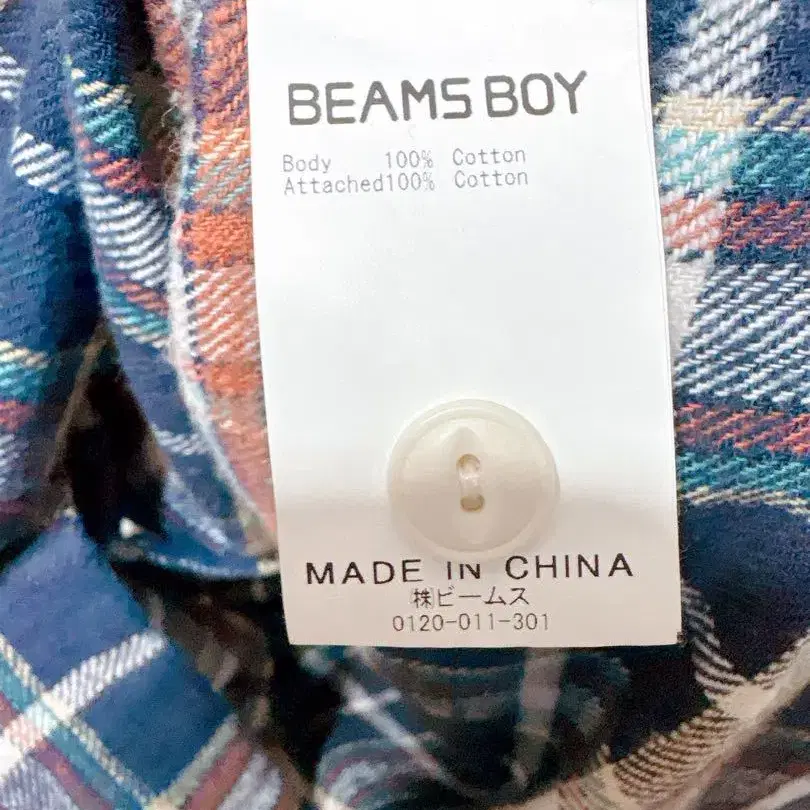 BEAMS BOY
Body 100% Cotton
Attached100% Cotton
MADE IN CHINA
㈱ビームス
0120-011-301